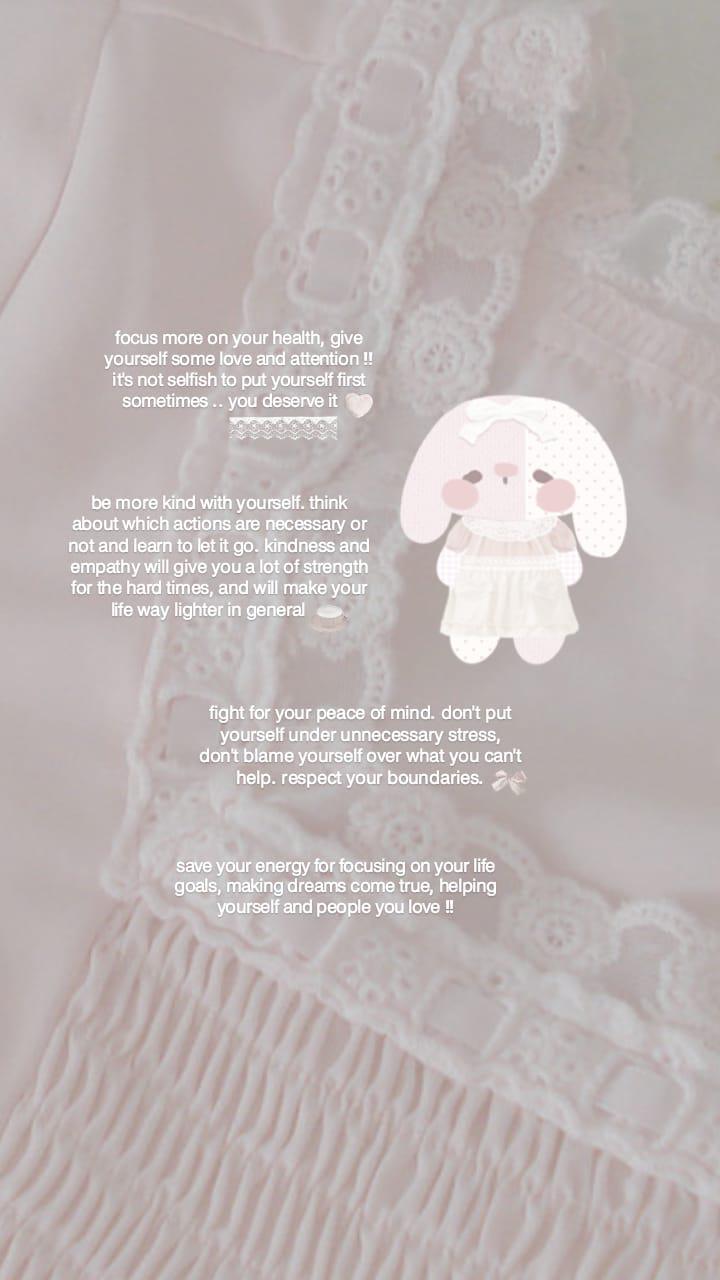 focus more on your health, give
yourself some love and attention !!
it's not selfish to put yourself first
sometimes .. you deserve it
be more kind with yourself. think
about which actions are necessary or
not and learn to let it go. kindness and
empathy will give you a lot of strength
for the hard times, and will make your
life way lighter in general
fight for your peace of mind. don't put
yourself under unnecessary stress,
don't blame yourself over what you can't
help. respect your boundaries.
save your energy for focusing on your life
goals, making dreams come true, helping
yourself and people you love !!